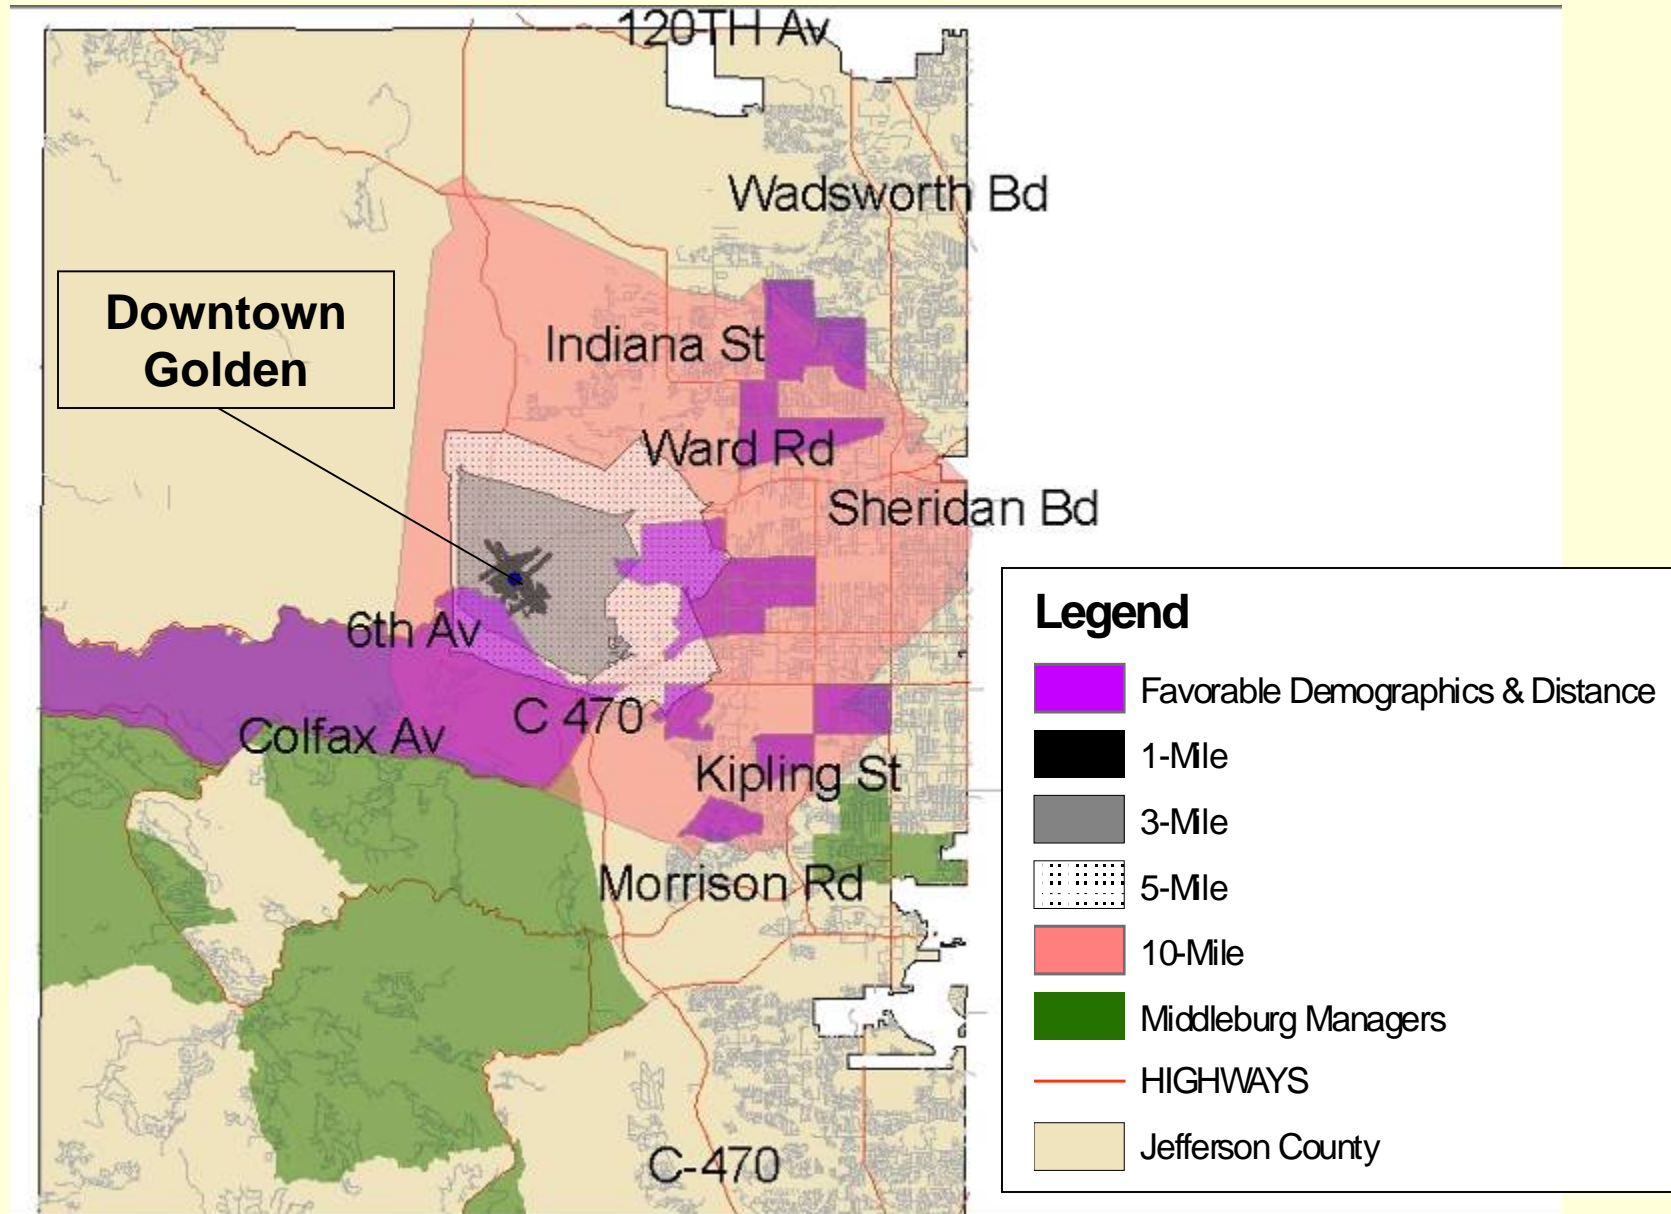 120TH Av
Wadsworth Bd
Downtown
Golden
Indiana St
Ward Rd
Sheridan Bd
6th Av
C 470
Colfax Av
Kipling St
Morrison Rd
C-470
Legend
Favorable Demographics & Distance
1-Mile
3-Mile
5-Mile
10-Mile
Middleburg Managers
HIGHWAYS
Jefferson County